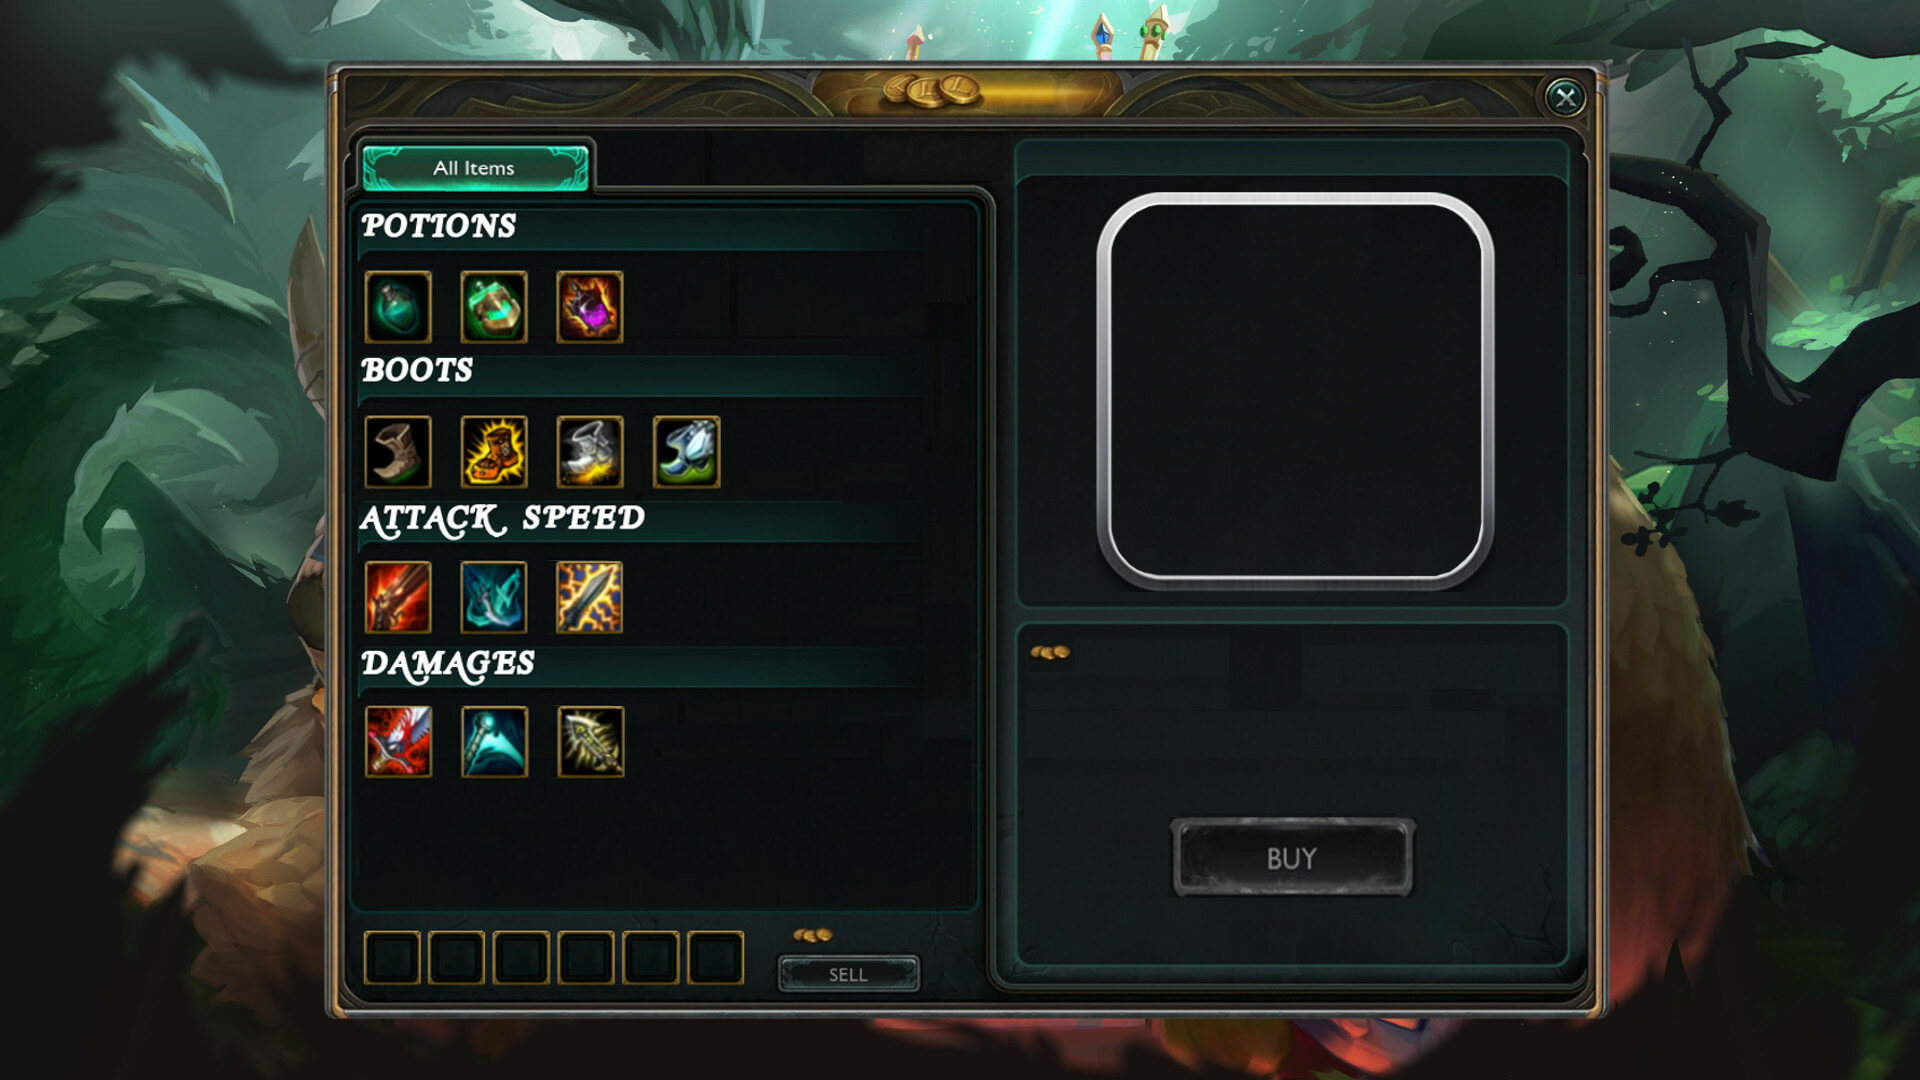 All Items
POTIONS
BOOTS
ATTACK SPEED
DAMAGES
BUY
SELL